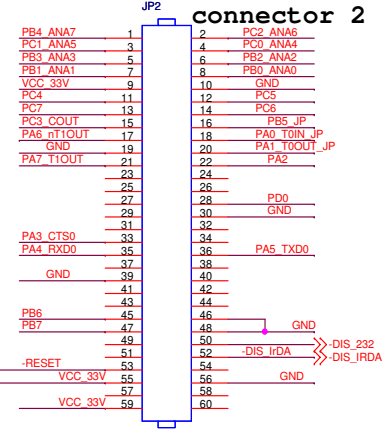 JP2
connector 2
PB4_ANA7 1 2 PC2_ANA6
PC1_ANA5 3 4 PC0_ANA4
PB3_ANA3 5 6 PB2_ANA2
PB1_ANA1 7 8 PB0_ANA0
VCC_33V 9 10 GND
PC4 11 12 PC5
PC7 13 14 PC6
PC3_COUT 15 16 PB5_JP
PA6_nT1OUT 17 18 PA0_T0IN_JP
GND 19 20 PA1_T0OUT_JP
PA7_T1OUT 21 22 PA2
23 24
25 26
27 28 PD0
29 30 GND
31 32
PA3_CTS0 33 34
PA4_RXD0 35 36 PA5_TXD0
37 38
GND 39 40
41 42
43 44
PB6 45 46
PB7 47 48 GND
49 50 -DIS_232
51 52 -DIS_IrDA -DIS_IRDA
-RESET 53 54
VCC_33V 55 56 GND
57 58
VCC_33V 59 60